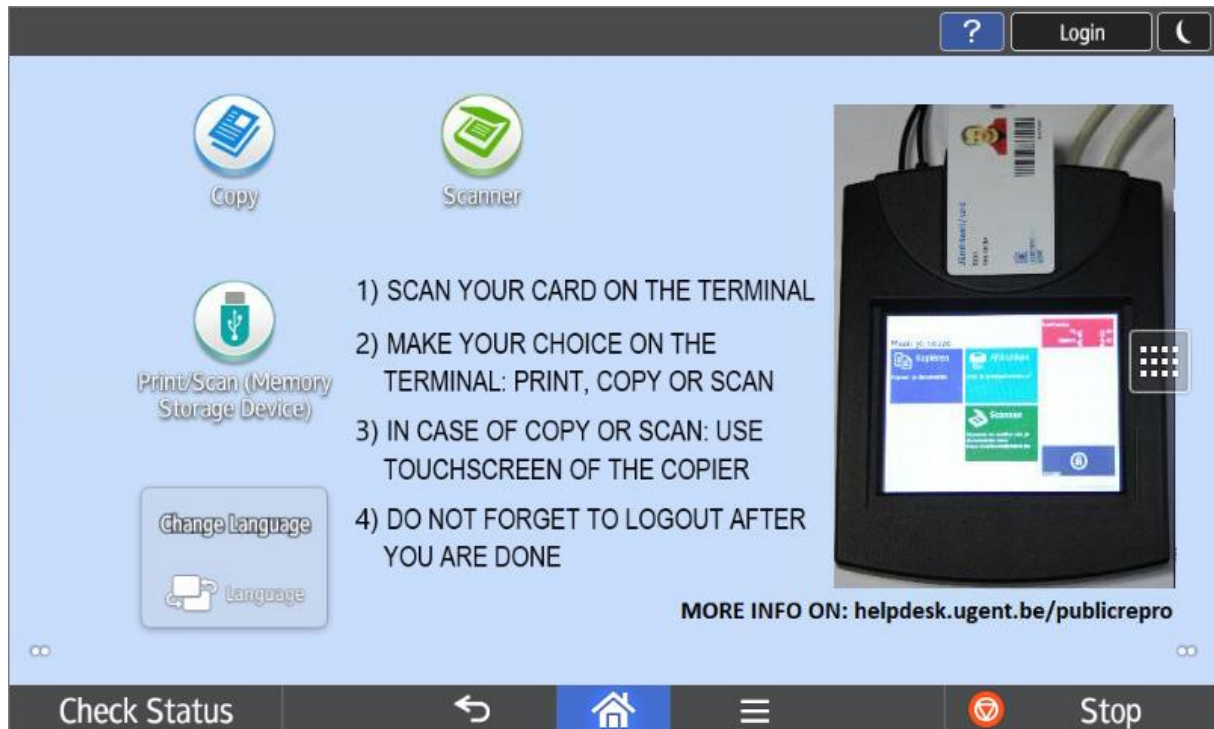 ?
Login
Copy
Scanner
1) SCAN YOUR CARD ON THE TERMINAL
2) MAKE YOUR CHOICE ON THE
TERMINAL: PRINT, COPY OR SCAN
3) IN CASE OF COPY OR SCAN: USE
TOUCHSCREEN OF THE COPIER
4) DO NOT FORGET TO LOGOUT AFTER
YOU ARE DONE
Print/Scan (Memory
Storage Device)
Change Language
Language
Kopiëren
Afdrukken
Scannen
MORE INFO ON: helpdesk.ugent.be/publicrepro
Check Status
Stop